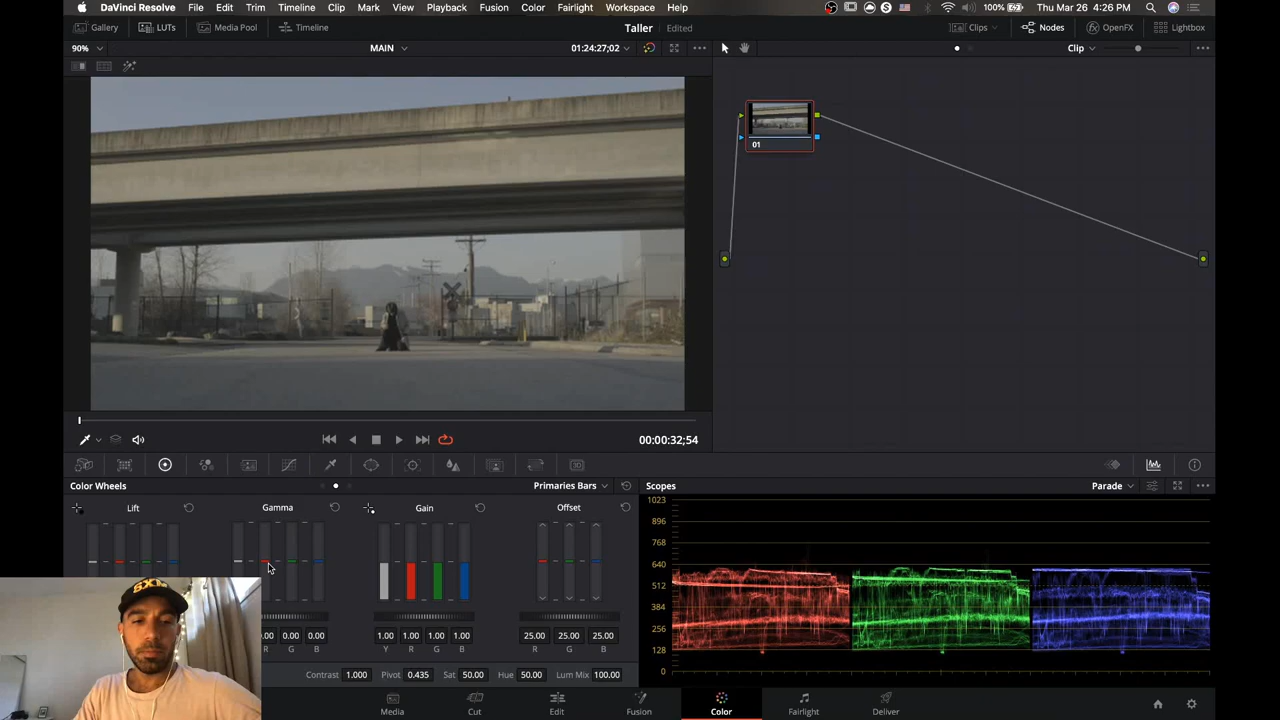 DaVinci Resolve File Edit Trim Timeline Clip Mark View Playback Fusion Color Fairlight Workspace Help 100% Thu Mar 26 4:26 PM
Gallery LUTs Media Pool Timeline Taller Edited Clips Nodes OpenFX Lightbox
90% MAIN 01:24:27:02 Clip
01
00:00:32,54
Color Wheels Primaries Bars Scopes Parade
Lift Gamma Gain Offset
1023
896
768
640
512
384
256
128
0
0.00 0.00 1.00 1.00 1.00 1.00 25.00 25.00 25.00
R G B Y R G B R G B
Contrast 1.000 Pivot 0.435 Sat 50.00 Hue 50.00 Lum Mix 100.00
Media Cut Edit Fusion Color Fairlight Deliver